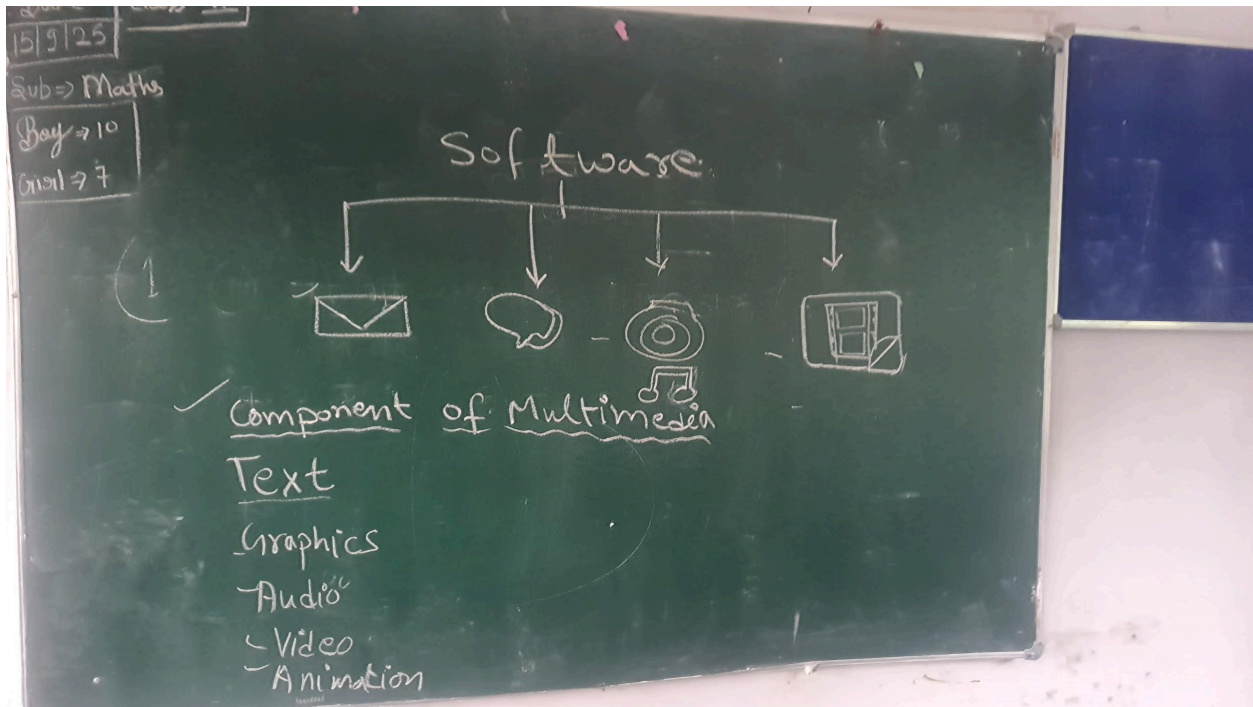 15/9/25
Sub => Maths
Boy => 10
Girl => 7
Software
1
Component of Multimedia
Text
Graphics
Audio
Video
Animation